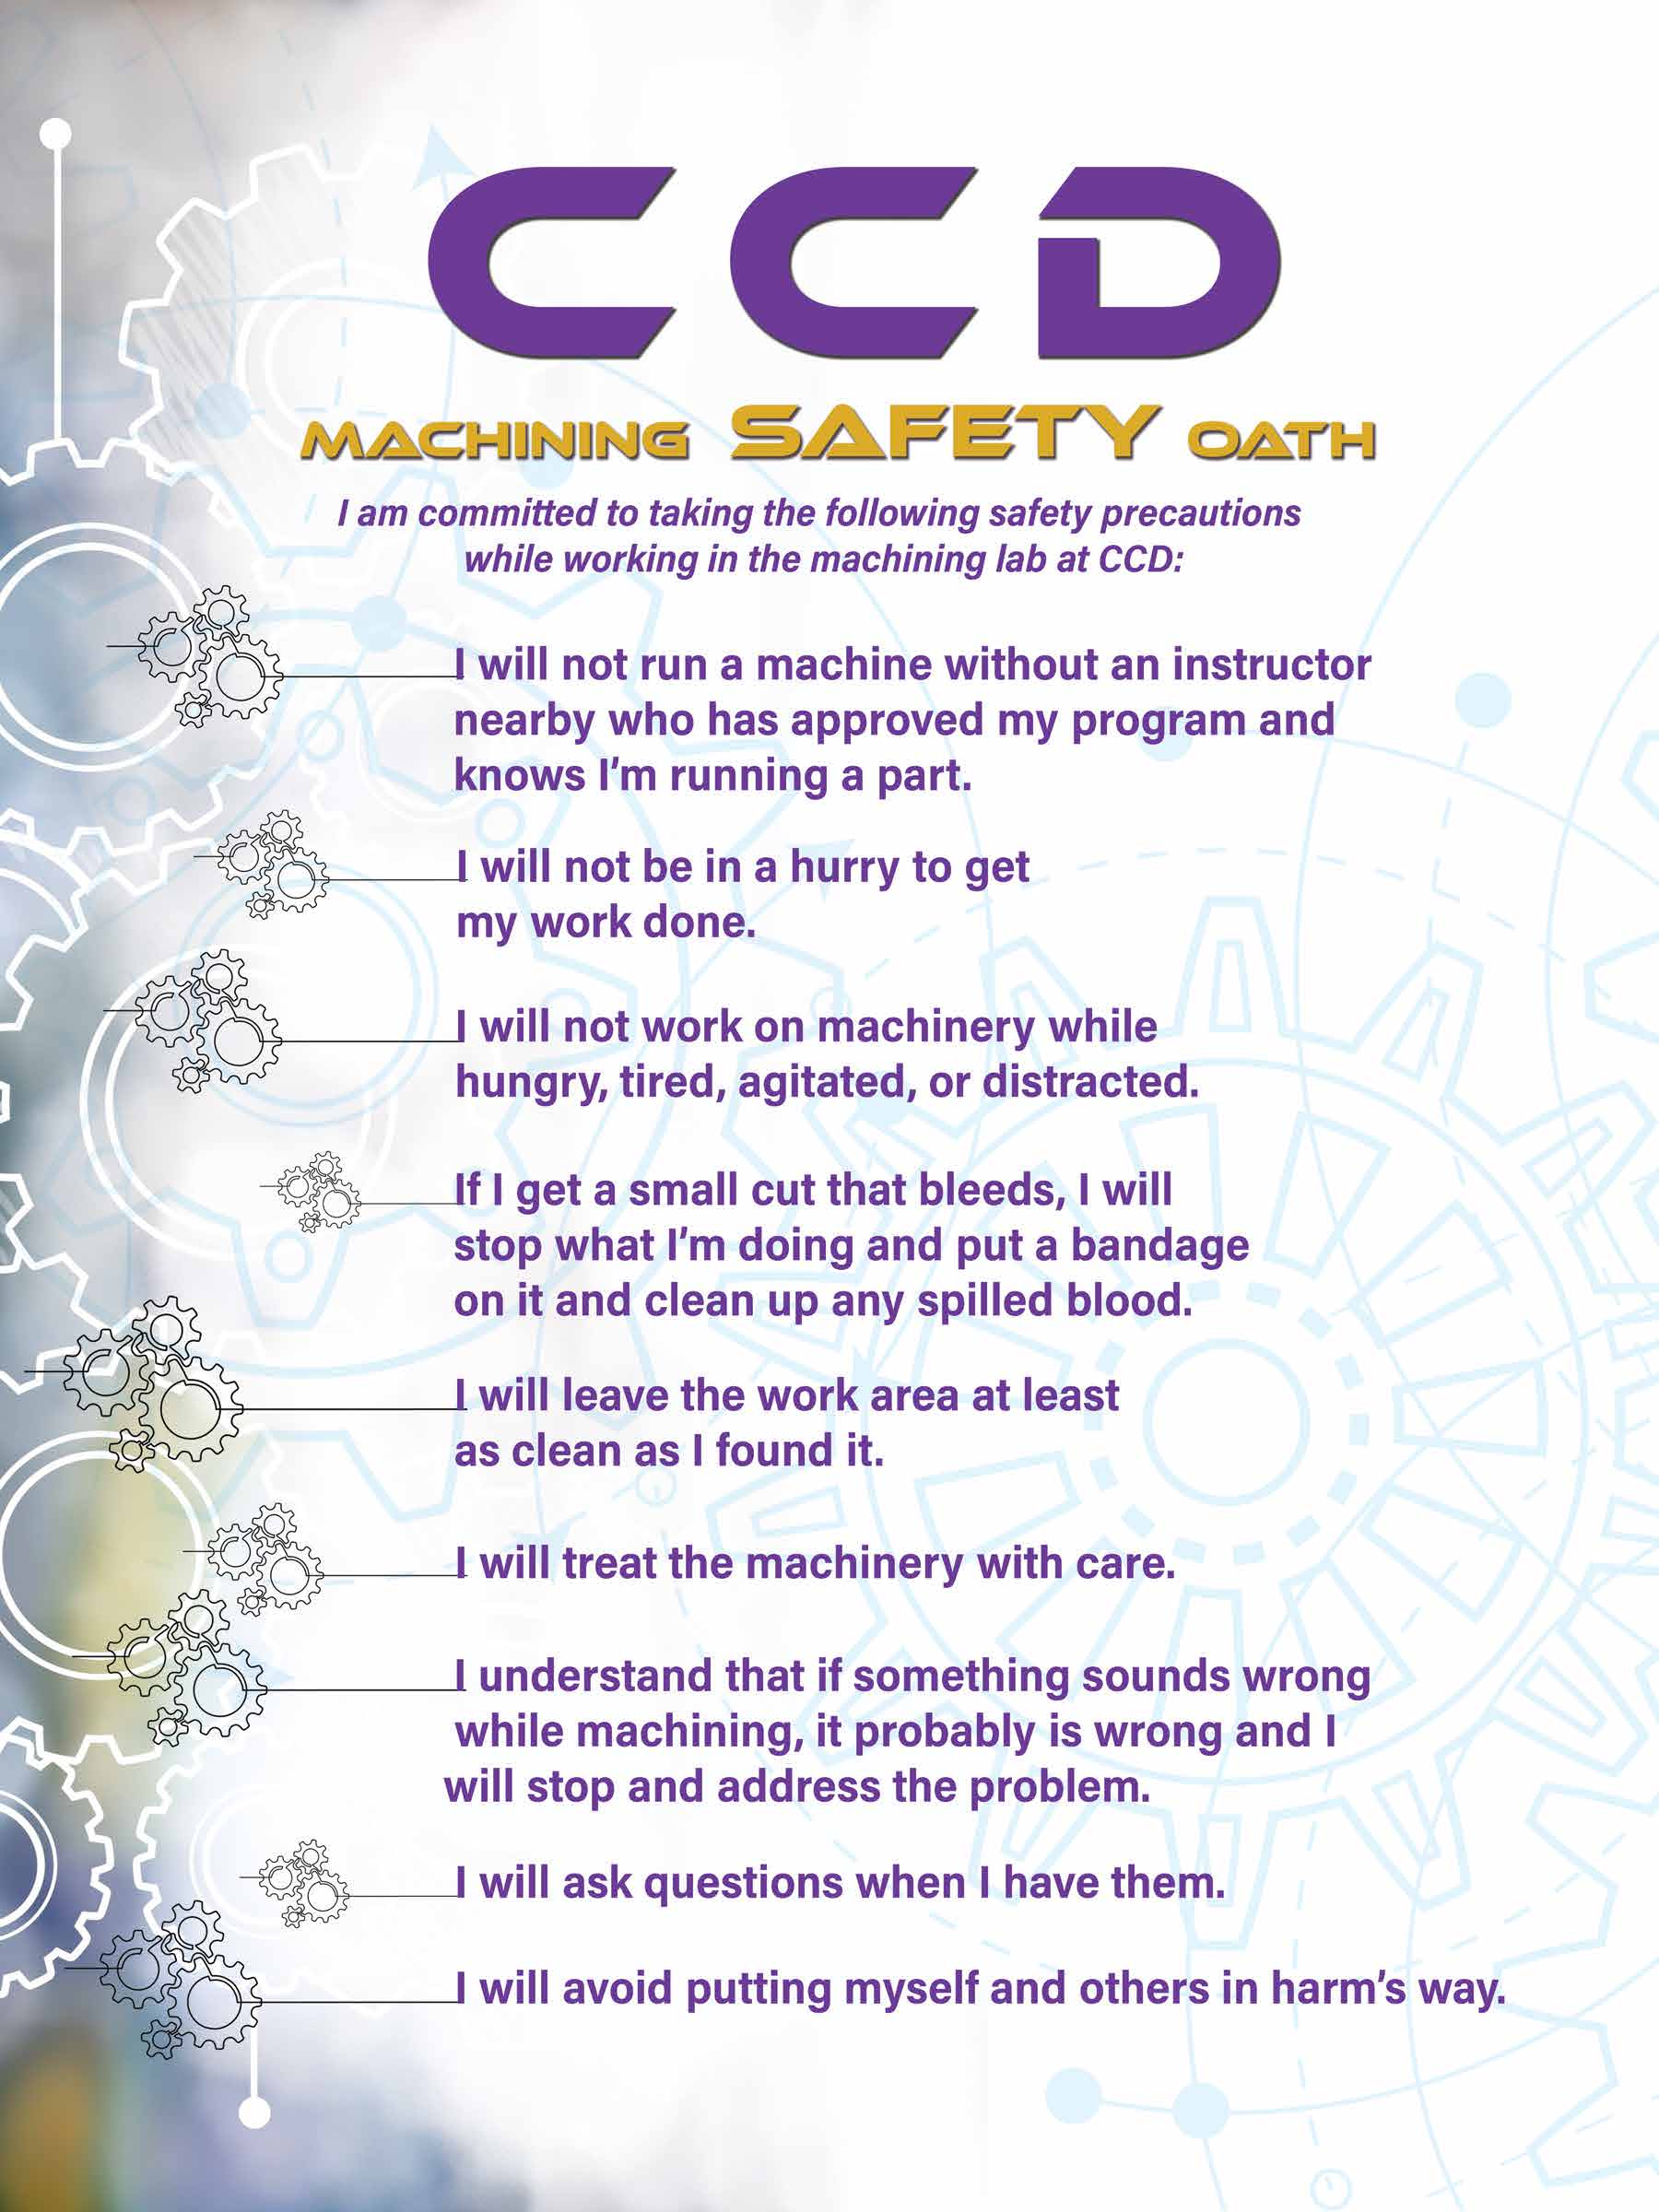 CCD
MACHINING SAFETY OATH
I am committed to taking the following safety precautions
while working in the machining lab at CCD:
I will not run a machine without an instructor
nearby who has approved my program and
knows I’m running a part.
I will not be in a hurry to get
my work done.
I will not work on machinery while
hungry, tired, agitated, or distracted.
If I get a small cut that bleeds, I will
stop what I’m doing and put a bandage
on it and clean up any spilled blood.
I will leave the work area at least
as clean as I found it.
I will treat the machinery with care.
I understand that if something sounds wrong
while machining, it probably is wrong and I
will stop and address the problem.
I will ask questions when I have them.
I will avoid putting myself and others in harm’s way.